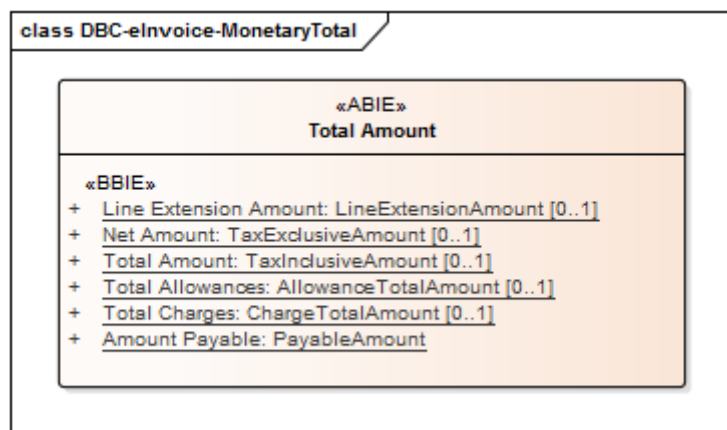 class DBC-eInvoice-MonetaryTotal
«ABIE»
Total Amount
«BBIE»
+ Line Extension Amount: LineExtensionAmount [0..1]
+ Net Amount: TaxExclusiveAmount [0..1]
+ Total Amount: TaxInclusiveAmount [0..1]
+ Total Allowances: AllowanceTotalAmount [0..1]
+ Total Charges: ChargeTotalAmount [0..1]
+ Amount Payable: PayableAmount